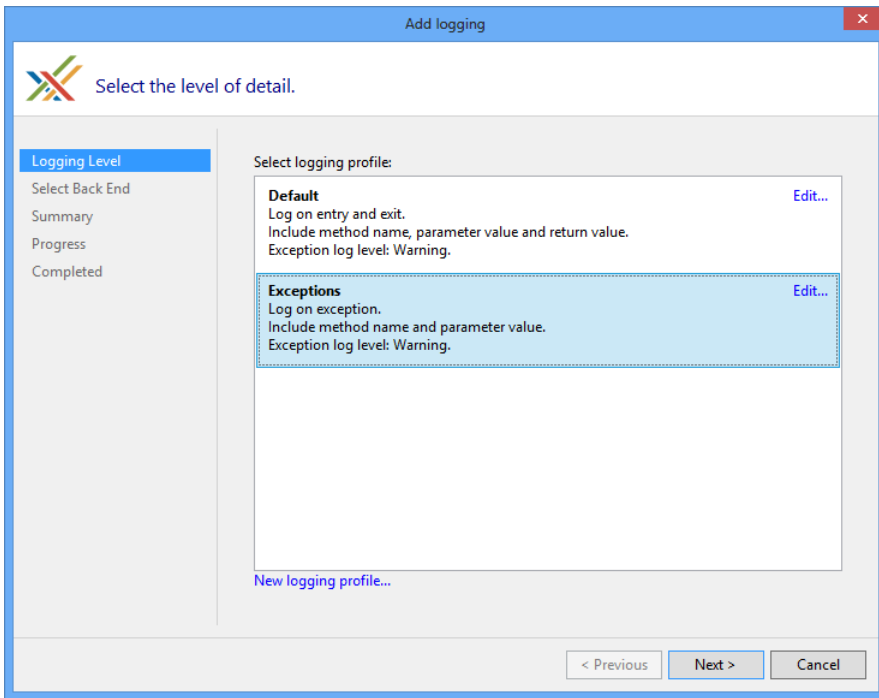 Add logging
Select the level of detail.
Logging Level
Select Back End
Summary
Progress
Completed
Select logging profile:
Default
Edit...
Log on entry and exit.
Include method name, parameter value and return value.
Exception log level: Warning.
Exceptions
Edit...
Log on exception.
Include method name and parameter value.
Exception log level: Warning.
New logging profile...
< Previous
Next >
Cancel